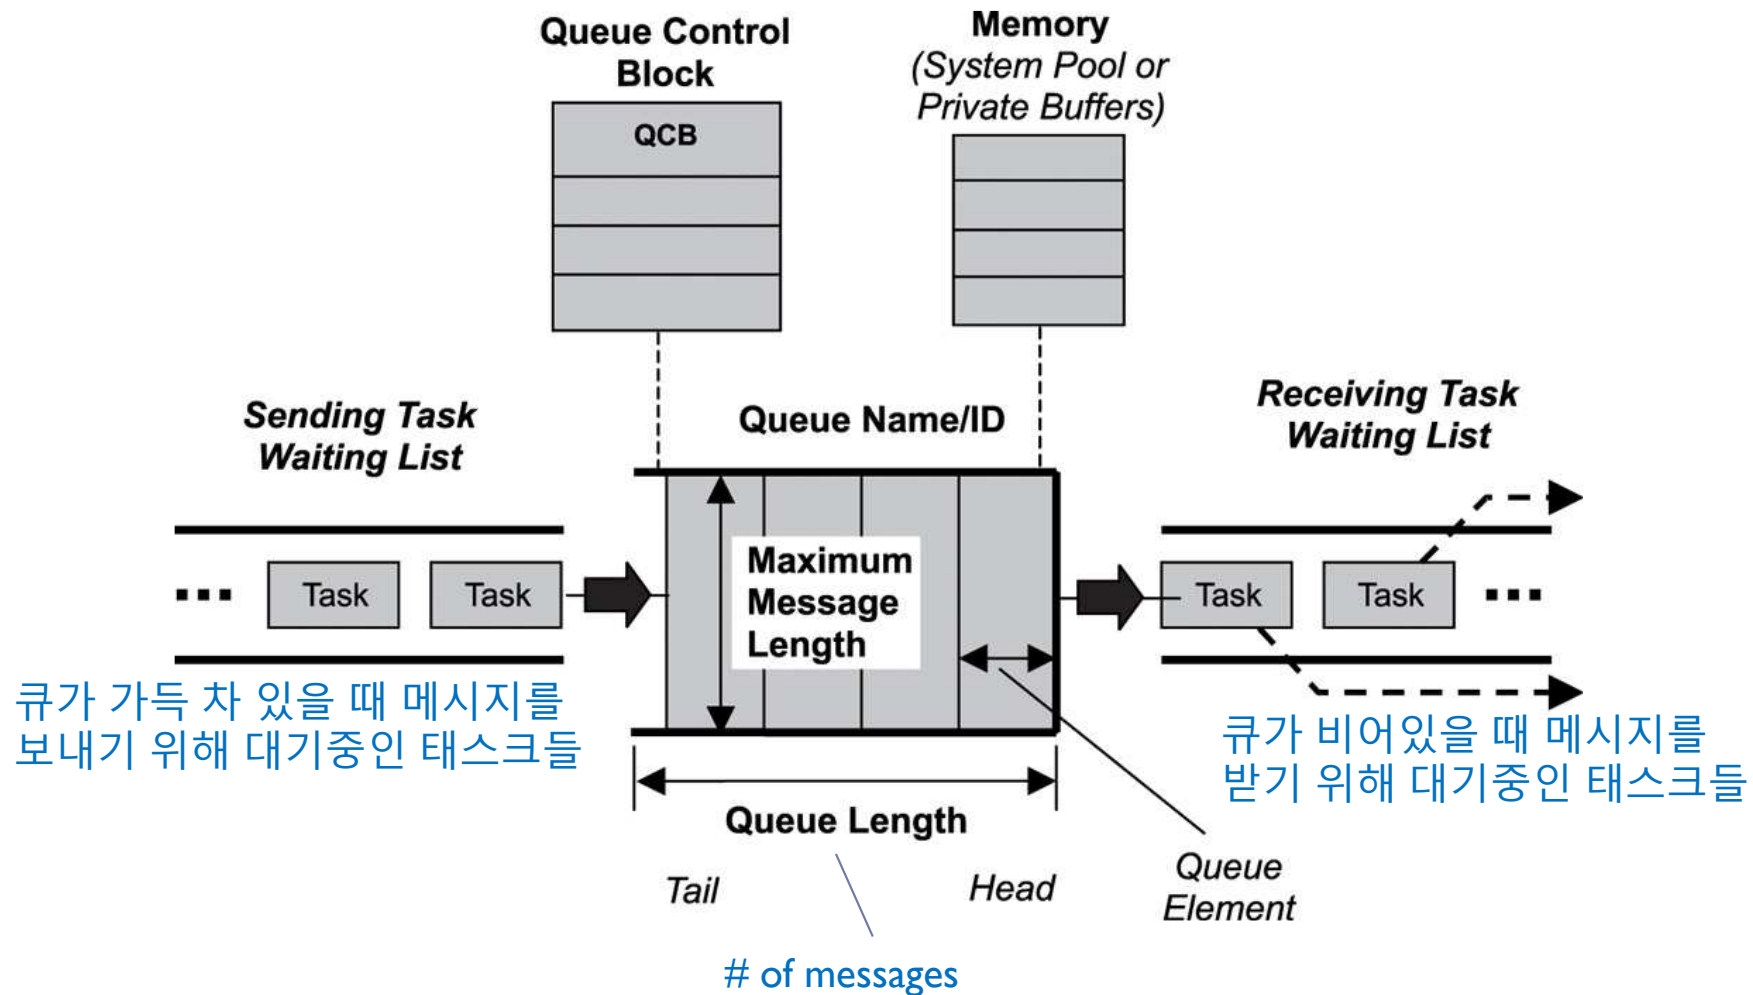 Queue Control
Block
QCB
Memory
(System Pool or
Private Buffers)
Sending Task
Waiting List
Queue Name/ID
Receiving Task
Waiting List
... Task Task
Maximum
Message
Length
Task Task ...
큐가 가득 차 있을 때 메시지를
보내기 위해 대기중인 태스크들
큐가 비어있을 때 메시지를
받기 위해 대기중인 태스크들
Queue Length
Tail
Head
Queue
Element
# of messages